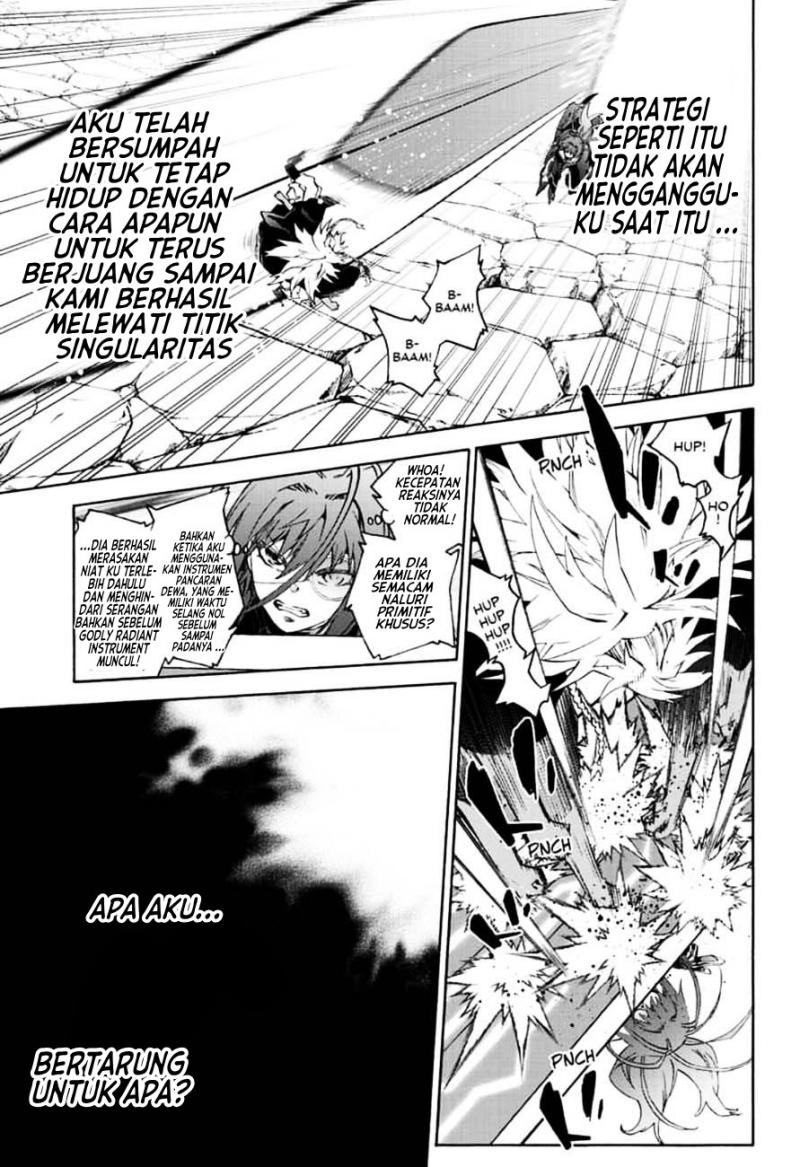 STRATEGI
SEPERTI ITU
TIDAK AKAN
MENGGANGGU-
KU SAAT ITU ...
AKU TELAH
BERSUMPAH
UNTUK TETAP
HIDUP DENGAN
CARA APAPUN
UNTUK TERUS
BERJUANG SAMPAI
KAMI BERHASIL
MELEWATI TITIK
SINGULARITAS
B-
BAAM!
B-
BAAM!
HUP!
HO
PNCH
HUP
HUP
HUP
!!!!
PNCH
PNCH
WHOA!
KECEPATAN
REAKSINYA
TIDAK
NORMAL!
APA DIA
MEMILIKI
SEMACAM
NALURI
PRIMITIF
KHUSUS?
BAHKAN
KETIKA AKU
MENGGUNA-
KAN INSTRUMEN
PANCARAN
DEWA, YANG ME-
MILIKI WAKTU
SELANG NOL
SEBELUM
SAMPAI
PADANYA ...
...DIA BERHASIL
MERASAKAN
NIAT KU TERLE-
BIH DAHULU
DAN MENGHIN-
DARI SERANGAN
BAHKAN SEBELUM
GODLY RADIANT
INSTRUMENT
MUNCUL!
APA AKU...
BERTARUNG
UNTUK APA?